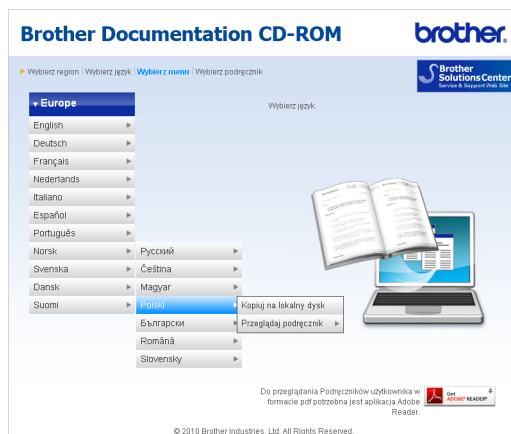 Brother Documentation CD-ROM
brother.
Wybierz region | Wybierz język | Wybierz menu | Wybierz podręcznik
Brother
SolutionsCenter
Service & Support Web Site
Europe
Wybierz język.
English
Deutsch
Français
Nederlands
Italiano
Español
Português
Norsk
Русский
Svenska
Čeština
Dansk
Magyar
Suomi
Polski
Kopiuj na lokalny dysk
Български
Przeglądaj podręcznik
Română
Slovensky
Do przeglądania Podręczników użytkownika w
formacie pdf potrzebna jest aplikacja Adobe
Reader.
Get
ADOBE® READER®
© 2010 Brother Industries, Ltd. All Rights Reserved.